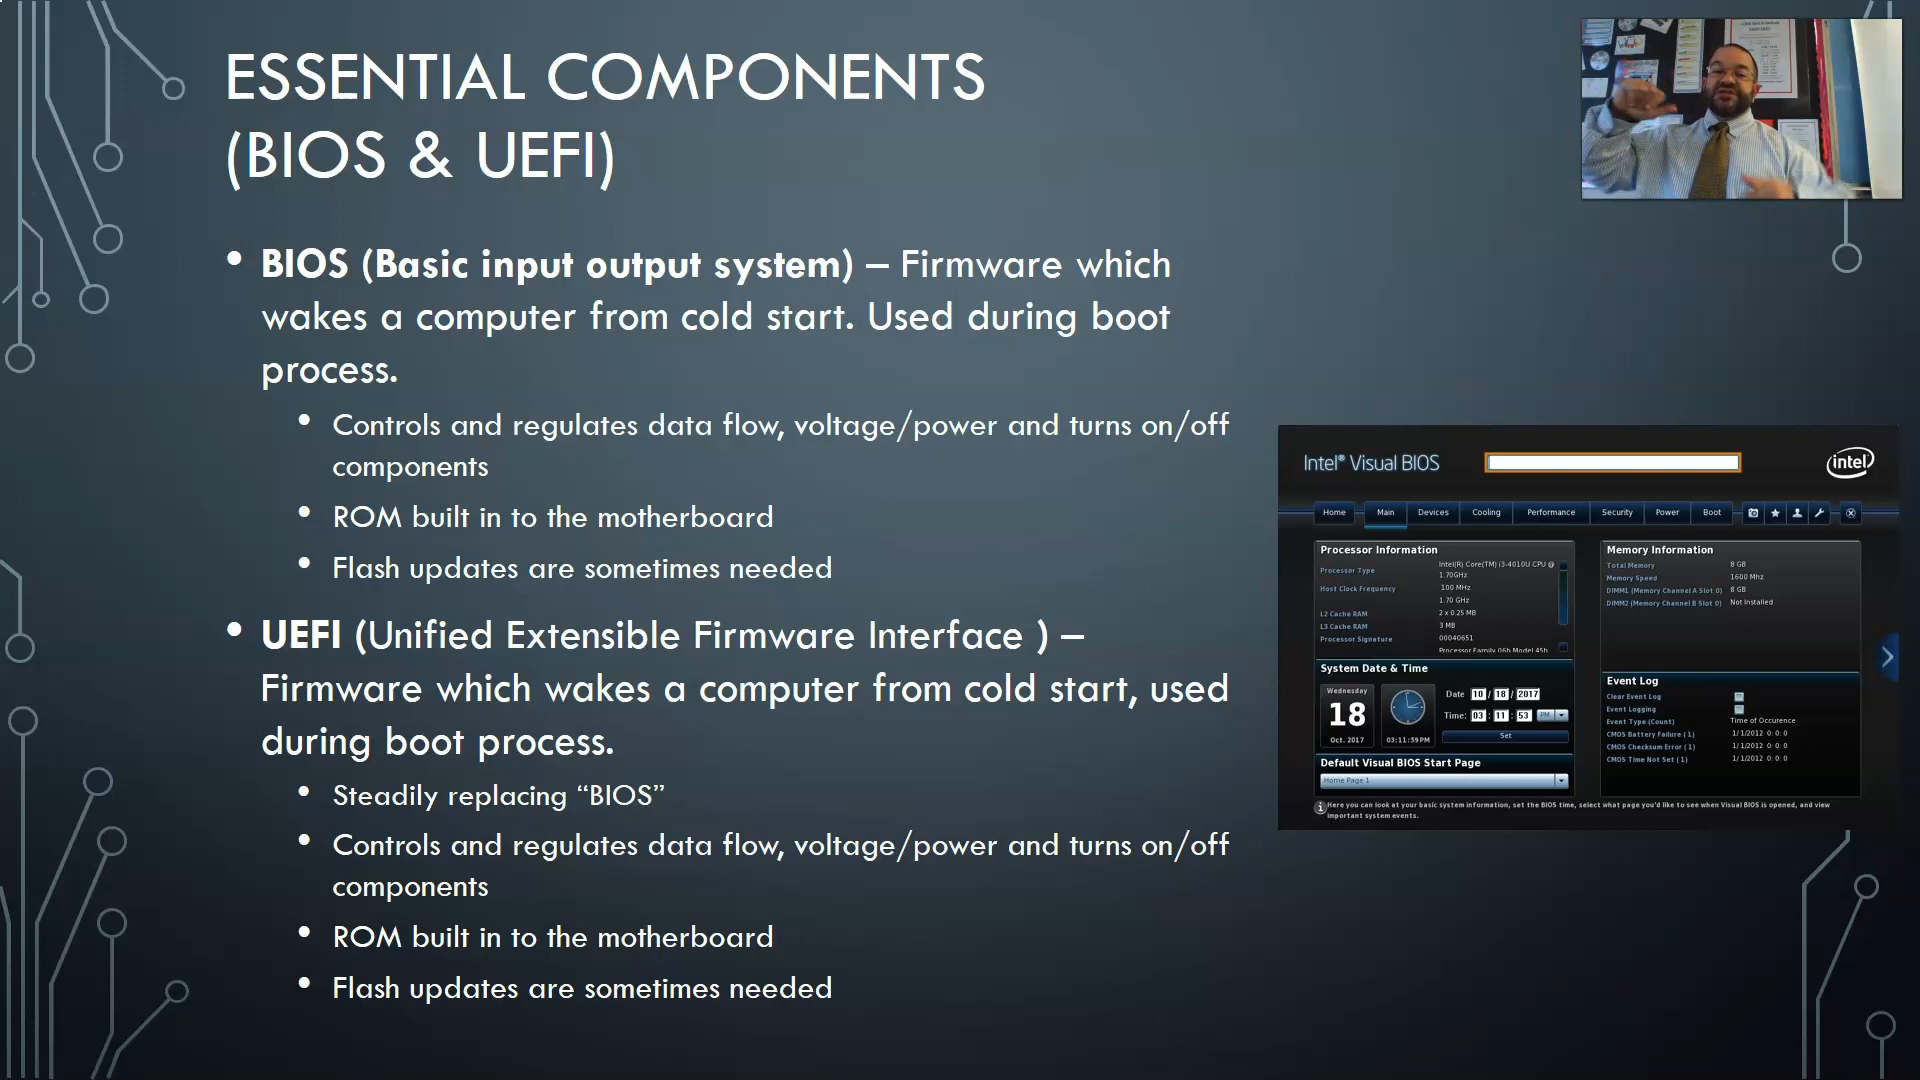 ESSENTIAL COMPONENTS
(BIOS & UEFI)
• BIOS (Basic input output system) – Firmware which
wakes a computer from cold start. Used during boot
process.
• Controls and regulates data flow, voltage/power and turns on/off
components
• ROM built in to the motherboard
• Flash updates are sometimes needed
• UEFI (Unified Extensible Firmware Interface ) –
Firmware which wakes a computer from cold start, used
during boot process.
• Steadily replacing “BIOS”
• Controls and regulates data flow, voltage/power and turns on/off
components
• ROM built in to the motherboard
• Flash updates are sometimes needed
Intel® Visual BIOS
intel
Home Main Devices Cooling Performance Security Power Boot
Processor Information
Processor Type Intel(R) Core(TM) i3-4010U CPU @
1.70GHz
Host Clock Frequency 100 MHz
1.70 GHz
L2 Cache RAM 2 x 0.25 MB
L3 Cache RAM 3 MB
Processor Signature 00040651
Processor Family 06h Model 45h
System Date & Time
Wednesday
18
Oct. 2017
03:11:59 PM
Date 10 / 18 / 2017
Time: 03 : 11 : 53 PM
Set
Default Visual BIOS Start Page
Home Page 1
Memory Information
Total Memory 8 GB
Memory Speed 1600 Mhz
DIMM1 (Memory Channel A Slot 0) 8 GB
DIMM2 (Memory Channel B Slot 0) Not Installed
Event Log
Clear Event Log
Event Logging
Event Type (Count) Time of Occurence
CMOS Battery Failure ( 1) 1/ 1/2012 0: 0: 0
CMOS Checksum Error ( 1) 1/ 1/2012 0: 0: 0
CMOS Time Not Set ( 1) 1/ 1/2012 0: 0: 0
Here you can look at your basic system information, set the BIOS time, select what page you'd like to see when Visual BIOS is opened, and view
important system events.